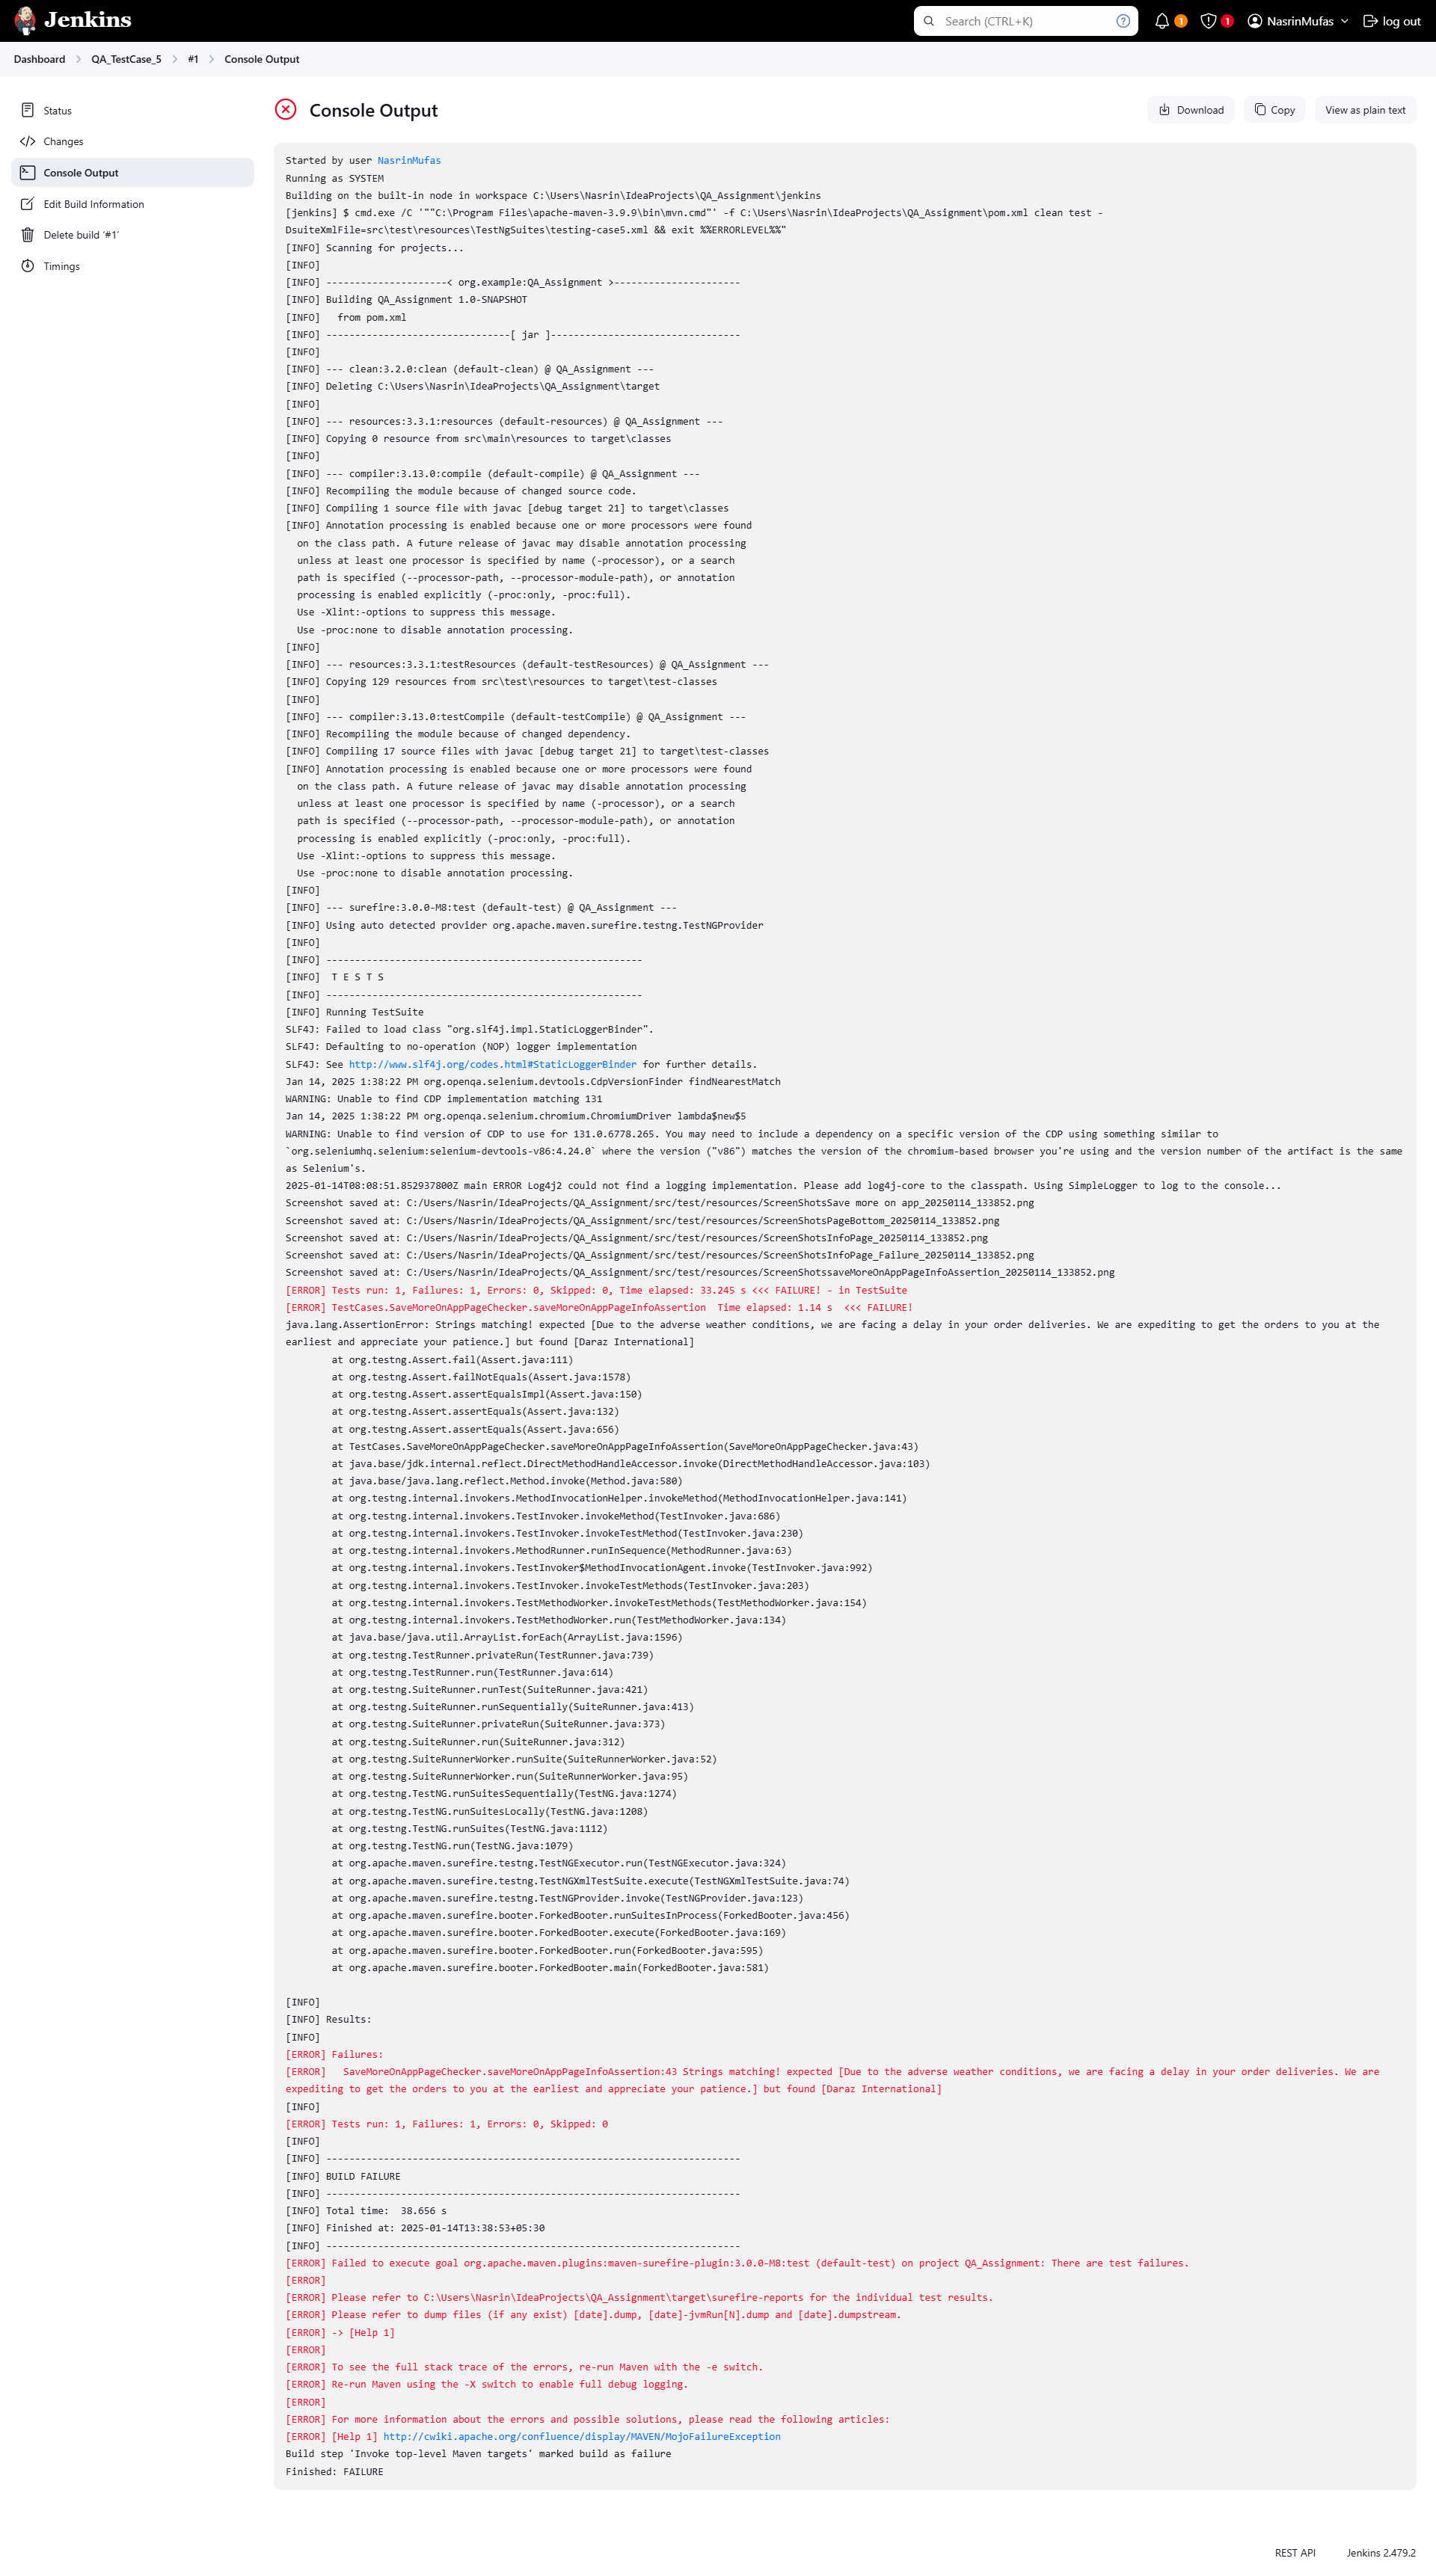 Jenkins
Search (CTRL+K)
1
1
NasrinMufas
log out
Dashboard
QA_TestCase_5
#1
Console Output
Status
Changes
Console Output
Edit Build Information
Delete build ‘#1’
Timings
Console Output
Download
Copy
View as plain text
Started by user NasrinMufas
Running as SYSTEM
Building on the built-in node in workspace C:\Users\Nasrin\IdeaProjects\QA_Assignment\jenkins
[jenkins] $ cmd.exe /C '""C:\Program Files\apache-maven-3.9.9\bin\mvn.cmd"' -f C:\Users\Nasrin\IdeaProjects\QA_Assignment\pom.xml clean test -
DsuiteXmlFile=src\test\resources\TestNgSuites\testing-case5.xml && exit %%ERRORLEVEL%%"
[INFO] Scanning for projects...
[INFO]
[INFO] ---------------------< org.example:QA_Assignment >----------------------
[INFO] Building QA_Assignment 1.0-SNAPSHOT
[INFO]   from pom.xml
[INFO] --------------------------------[ jar ]---------------------------------
[INFO]
[INFO] --- clean:3.2.0:clean (default-clean) @ QA_Assignment ---
[INFO] Deleting C:\Users\Nasrin\IdeaProjects\QA_Assignment\target
[INFO]
[INFO] --- resources:3.3.1:resources (default-resources) @ QA_Assignment ---
[INFO] Copying 0 resource from src\main\resources to target\classes
[INFO]
[INFO] --- compiler:3.13.0:compile (default-compile) @ QA_Assignment ---
[INFO] Recompiling the module because of changed source code.
[INFO] Compiling 1 source file with javac [debug target 21] to target\classes
[INFO] Annotation processing is enabled because one or more processors were found
  on the class path. A future release of javac may disable annotation processing
  unless at least one processor is specified by name (-processor), or a search
  path is specified (--processor-path, --processor-module-path), or annotation
  processing is enabled explicitly (-proc:only, -proc:full).
  Use -Xlint:-options to suppress this message.
  Use -proc:none to disable annotation processing.
[INFO]
[INFO] --- resources:3.3.1:testResources (default-testResources) @ QA_Assignment ---
[INFO] Copying 129 resources from src\test\resources to target\test-classes
[INFO]
[INFO] --- compiler:3.13.0:testCompile (default-testCompile) @ QA_Assignment ---
[INFO] Recompiling the module because of changed dependency.
[INFO] Compiling 17 source files with javac [debug target 21] to target\test-classes
[INFO] Annotation processing is enabled because one or more processors were found
  on the class path. A future release of javac may disable annotation processing
  unless at least one processor is specified by name (-processor), or a search
  path is specified (--processor-path, --processor-module-path), or annotation
  processing is enabled explicitly (-proc:only, -proc:full).
  Use -Xlint:-options to suppress this message.
  Use -proc:none to disable annotation processing.
[INFO]
[INFO] --- surefire:3.0.0-M8:test (default-test) @ QA_Assignment ---
[INFO] Using auto detected provider org.apache.maven.surefire.testng.TestNGProvider
[INFO]
[INFO] -------------------------------------------------------
[INFO]  T E S T S
[INFO] -------------------------------------------------------
[INFO] Running TestSuite
SLF4J: Failed to load class "org.slf4j.impl.StaticLoggerBinder".
SLF4J: Defaulting to no-operation (NOP) logger implementation
SLF4J: See http://www.slf4j.org/codes.html#StaticLoggerBinder for further details.
Jan 14, 2025 1:38:22 PM org.openqa.selenium.devtools.CdpVersionFinder findNearestMatch
WARNING: Unable to find CDP implementation matching 131
Jan 14, 2025 1:38:22 PM org.openqa.selenium.chromium.ChromiumDriver lambda$new$5
WARNING: Unable to find version of CDP to use for 131.0.6778.265. You may need to include a dependency on a specific version of the CDP using something similar to
`org.seleniumhq.selenium:selenium-devtools-v86:4.24.0` where the version ("v86") matches the version of the chromium-based browser you're using and the version number of the artifact is the same
as Selenium's.
2025-01-14T08:08:51.852937800Z main ERROR Log4j2 could not find a logging implementation. Please add log4j-core to the classpath. Using SimpleLogger to log to the console...
Screenshot saved at: C:/Users/Nasrin/IdeaProjects/QA_Assignment/src/test/resources/ScreenShotsSave more on app_20250114_133852.png
Screenshot saved at: C:/Users/Nasrin/IdeaProjects/QA_Assignment/src/test/resources/ScreenShotsPageBottom_20250114_133852.png
Screenshot saved at: C:/Users/Nasrin/IdeaProjects/QA_Assignment/src/test/resources/ScreenShotsInfoPage_20250114_133852.png
Screenshot saved at: C:/Users/Nasrin/IdeaProjects/QA_Assignment/src/test/resources/ScreenShotsInfoPage_Failure_20250114_133852.png
Screenshot saved at: C:/Users/Nasrin/IdeaProjects/QA_Assignment/src/test/resources/ScreenShotssaveMoreOnAppPageInfoAssertion_20250114_133852.png
[ERROR] Tests run: 1, Failures: 1, Errors: 0, Skipped: 0, Time elapsed: 33.245 s <<< FAILURE! - in TestSuite
[ERROR] TestCases.SaveMoreOnAppPageChecker.saveMoreOnAppPageInfoAssertion  Time elapsed: 1.14 s  <<< FAILURE!
java.lang.AssertionError: Strings matching! expected [Due to the adverse weather conditions, we are facing a delay in your order deliveries. We are expediting to get the orders to you at the
earliest and appreciate your patience.] but found [Daraz International]
	at org.testng.Assert.fail(Assert.java:111)
	at org.testng.Assert.failNotEquals(Assert.java:1578)
	at org.testng.Assert.assertEqualsImpl(Assert.java:150)
	at org.testng.Assert.assertEquals(Assert.java:132)
	at org.testng.Assert.assertEquals(Assert.java:656)
	at TestCases.SaveMoreOnAppPageChecker.saveMoreOnAppPageInfoAssertion(SaveMoreOnAppPageChecker.java:43)
	at java.base/jdk.internal.reflect.DirectMethodHandleAccessor.invoke(DirectMethodHandleAccessor.java:103)
	at java.base/java.lang.reflect.Method.invoke(Method.java:580)
	at org.testng.internal.invokers.MethodInvocationHelper.invokeMethod(MethodInvocationHelper.java:141)
	at org.testng.internal.invokers.TestInvoker.invokeMethod(TestInvoker.java:686)
	at org.testng.internal.invokers.TestInvoker.invokeTestMethod(TestInvoker.java:230)
	at org.testng.internal.invokers.MethodRunner.runInSequence(MethodRunner.java:63)
	at org.testng.internal.invokers.TestInvoker$MethodInvocationAgent.invoke(TestInvoker.java:992)
	at org.testng.internal.invokers.TestInvoker.invokeTestMethods(TestInvoker.java:203)
	at org.testng.internal.invokers.TestMethodWorker.invokeTestMethods(TestMethodWorker.java:154)
	at org.testng.internal.invokers.TestMethodWorker.run(TestMethodWorker.java:134)
	at java.base/java.util.ArrayList.forEach(ArrayList.java:1596)
	at org.testng.TestRunner.privateRun(TestRunner.java:739)
	at org.testng.TestRunner.run(TestRunner.java:614)
	at org.testng.SuiteRunner.runTest(SuiteRunner.java:421)
	at org.testng.SuiteRunner.runSequentially(SuiteRunner.java:413)
	at org.testng.SuiteRunner.privateRun(SuiteRunner.java:373)
	at org.testng.SuiteRunner.run(SuiteRunner.java:312)
	at org.testng.SuiteRunnerWorker.runSuite(SuiteRunnerWorker.java:52)
	at org.testng.SuiteRunnerWorker.run(SuiteRunnerWorker.java:95)
	at org.testng.TestNG.runSuitesSequentially(TestNG.java:1274)
	at org.testng.TestNG.runSuitesLocally(TestNG.java:1208)
	at org.testng.TestNG.runSuites(TestNG.java:1112)
	at org.testng.TestNG.run(TestNG.java:1079)
	at org.apache.maven.surefire.testng.TestNGExecutor.run(TestNGExecutor.java:324)
	at org.apache.maven.surefire.testng.TestNGXmlTestSuite.execute(TestNGXmlTestSuite.java:74)
	at org.apache.maven.surefire.testng.TestNGProvider.invoke(TestNGProvider.java:123)
	at org.apache.maven.surefire.booter.ForkedBooter.runSuitesInProcess(ForkedBooter.java:456)
	at org.apache.maven.surefire.booter.ForkedBooter.execute(ForkedBooter.java:169)
	at org.apache.maven.surefire.booter.ForkedBooter.run(ForkedBooter.java:595)
	at org.apache.maven.surefire.booter.ForkedBooter.main(ForkedBooter.java:581)
[INFO]
[INFO] Results:
[INFO]
[ERROR] Failures:
[ERROR]   SaveMoreOnAppPageChecker.saveMoreOnAppPageInfoAssertion:43 Strings matching! expected [Due to the adverse weather conditions, we are facing a delay in your order deliveries. We are
expediting to get the orders to you at the earliest and appreciate your patience.] but found [Daraz International]
[INFO]
[ERROR] Tests run: 1, Failures: 1, Errors: 0, Skipped: 0
[INFO]
[INFO] ------------------------------------------------------------------------
[INFO] BUILD FAILURE
[INFO] ------------------------------------------------------------------------
[INFO] Total time:  38.656 s
[INFO] Finished at: 2025-01-14T13:38:53+05:30
[INFO] ------------------------------------------------------------------------
[ERROR] Failed to execute goal org.apache.maven.plugins:maven-surefire-plugin:3.0.0-M8:test (default-test) on project QA_Assignment: There are test failures.
[ERROR]
[ERROR] Please refer to C:\Users\Nasrin\IdeaProjects\QA_Assignment\target\surefire-reports for the individual test results.
[ERROR] Please refer to dump files (if any exist) [date].dump, [date]-jvmRun[N].dump and [date].dumpstream.
[ERROR] -> [Help 1]
[ERROR]
[ERROR] To see the full stack trace of the errors, re-run Maven with the -e switch.
[ERROR] Re-run Maven using the -X switch to enable full debug logging.
[ERROR]
[ERROR] For more information about the errors and possible solutions, please read the following articles:
[ERROR] [Help 1] http://cwiki.apache.org/confluence/display/MAVEN/MojoFailureException
Build step 'Invoke top-level Maven targets' marked build as failure
Finished: FAILURE
REST API
Jenkins 2.479.2